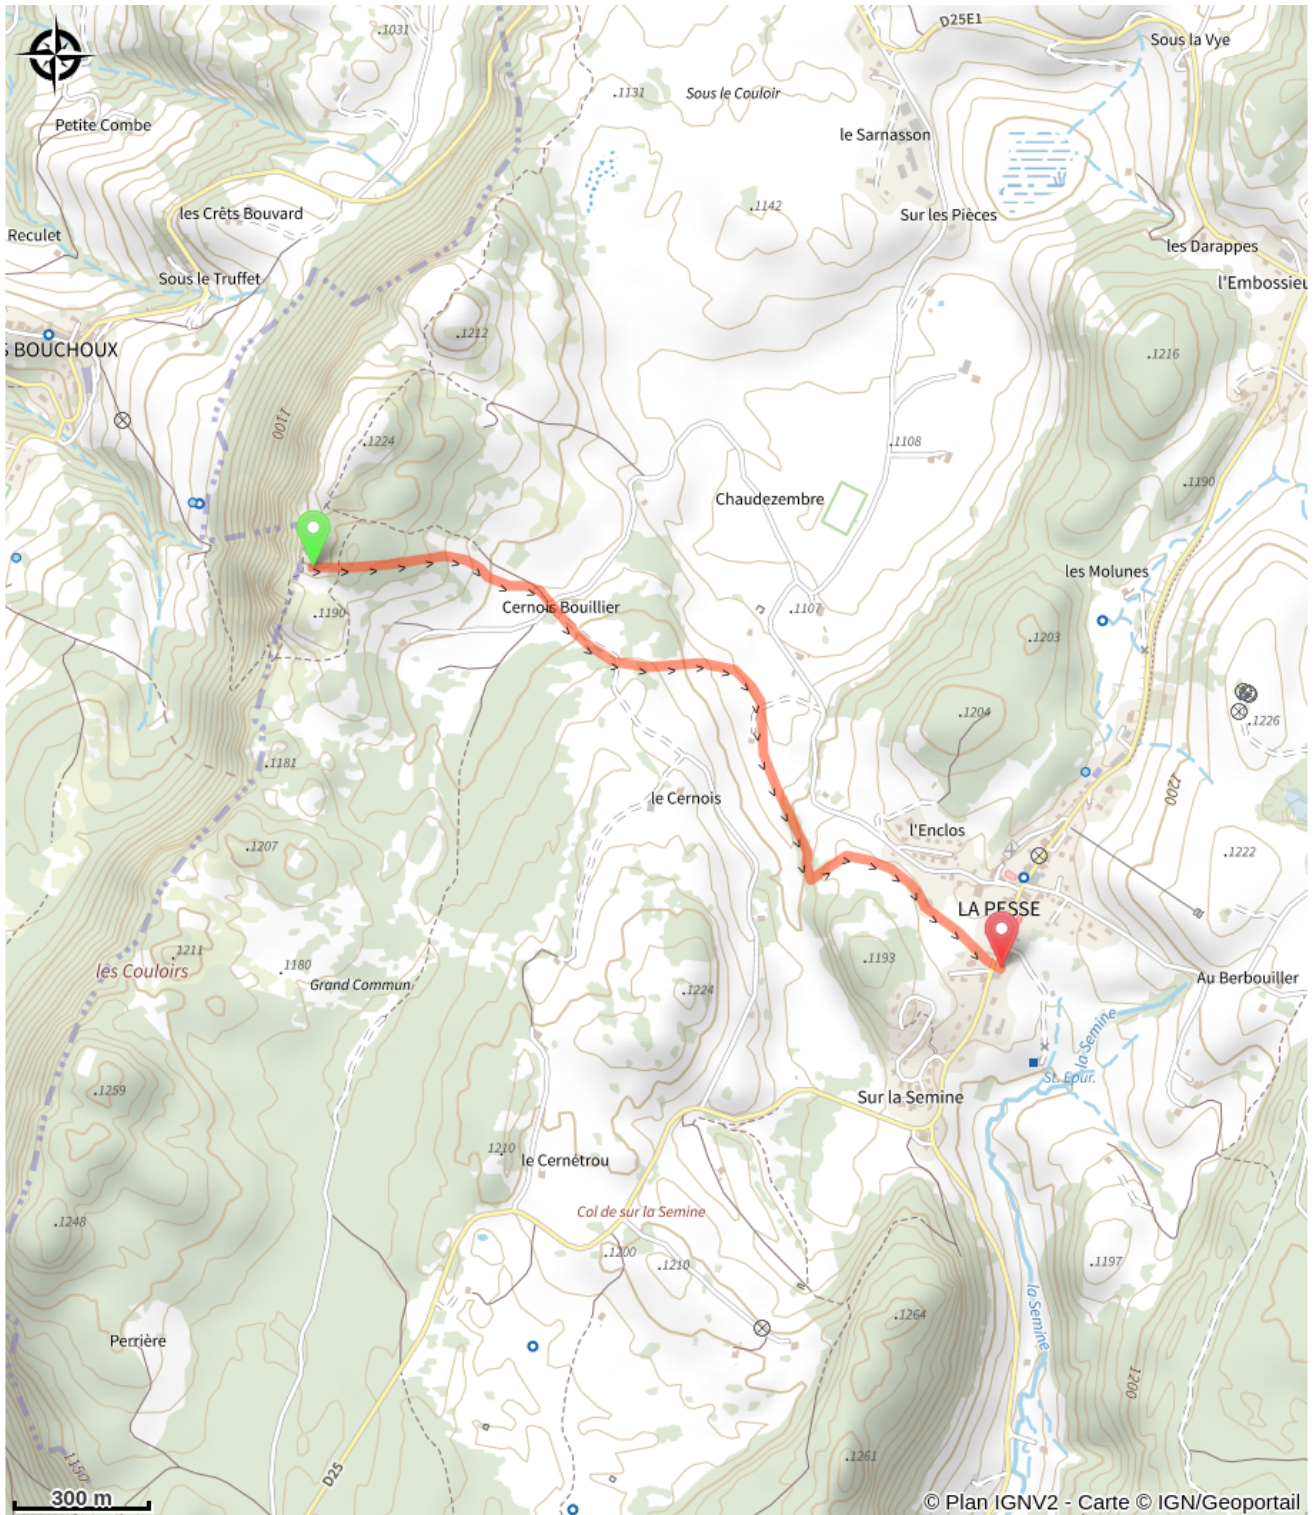 D25E1
.1031
Sous la Vye
.1131
Sous le Couloir
Petite Combe
le Sarnasson
.1142
les Crêts Bouvard
Sur les Pièces
Reculet
les Darappes
Sous le Truffet
l'Embossieu
.1212
S BOUCHOUX
.1216
1100
.1224
.1108
.1190
Chaudezembre
les Molunes
Cernois Bouillier
.1107
.1190
.1203
.1204
.1226
.1181
1200
le Cernois
l'Enclos
.1207
.1222
LA PESSE
.1211
.1193
les Couloirs
.1180
Au Berbouiller
Grand Commun
.1224
la Semine
St. Epur.
.1259
Sur la Semine
1210
le Cernétrou
Col de sur la Semine
.1248
.1200
.1210
.1197
.1264
la Semine
Perrière
1200
.1261
1150
D25
300 m
© Plan IGNV2 - Carte © IGN/Geoportail